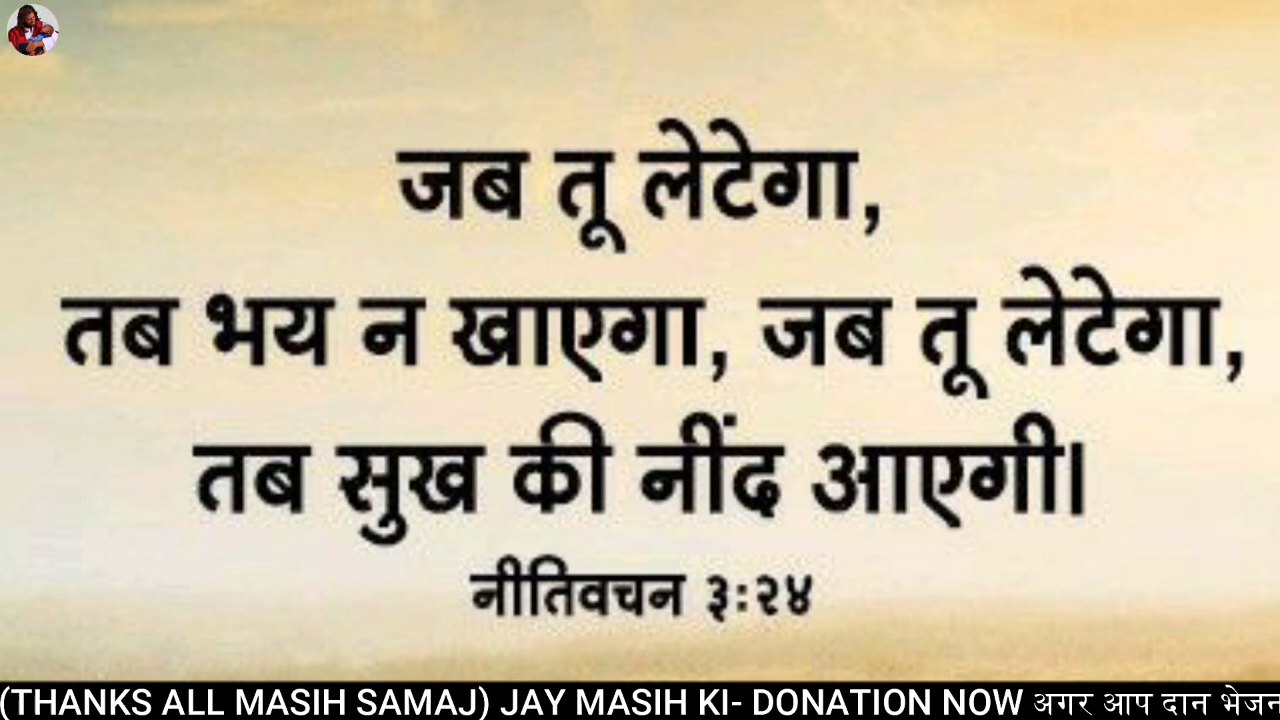 जब तू लेटेगा,
तब भय न खाएगा, जब तू लेटेगा,
तब सुख की नींद आएगी।
नीतिवचन ३:२४
(THANKS ALL MASIH SAMAJ) JAY MASIH KI- DONATION NOW अगर आप दान भेजन